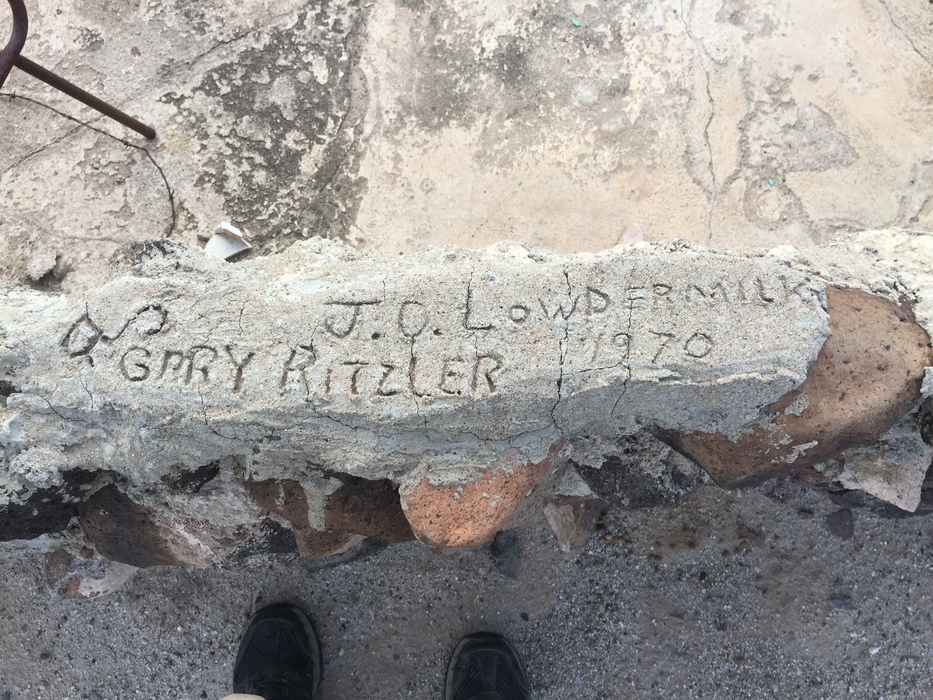 J.O. LOWDERMILK
GARY RITZLER 1970